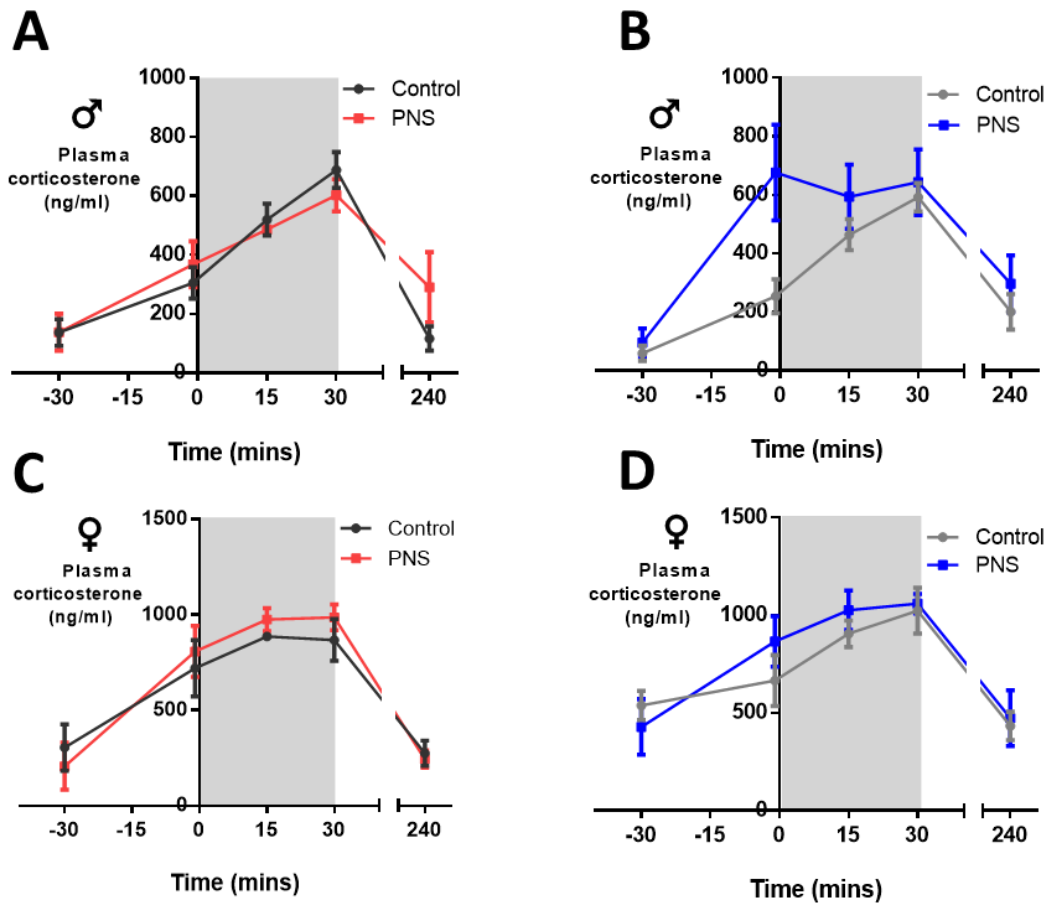 A
1000
800
600
400
200
0
♂
Plasma
corticosterone
(ng/ml)
Control
PNS
-30 -15 0 15 30 240
Time (mins)
B
1000
800
600
400
200
0
♂
Plasma
corticosterone
(ng/ml)
Control
PNS
-30 -15 0 15 30 240
Time (mins)
C
1500
1000
500
0
♀
Plasma
corticosterone
(ng/ml)
Control
PNS
-30 -15 0 15 30 240
Time (mins)
D
1500
1000
500
0
♀
Plasma
corticosterone
(ng/ml)
Control
PNS
-30 -15 0 15 30 240
Time (mins)